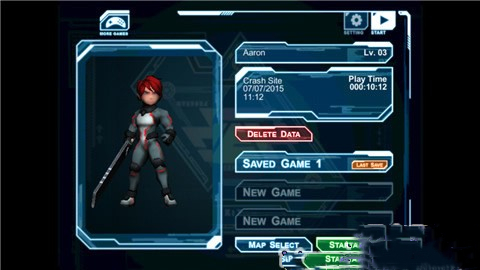 MORE GAMES
SETTING
START
Aaron Lv. 03
Crash Site
Play Time
07/07/2015
000:10:12
11:12
DELETE DATA
SAVED GAME 1
LAST SAVE
NEW GAME
NEW GAME
MAP SELECT